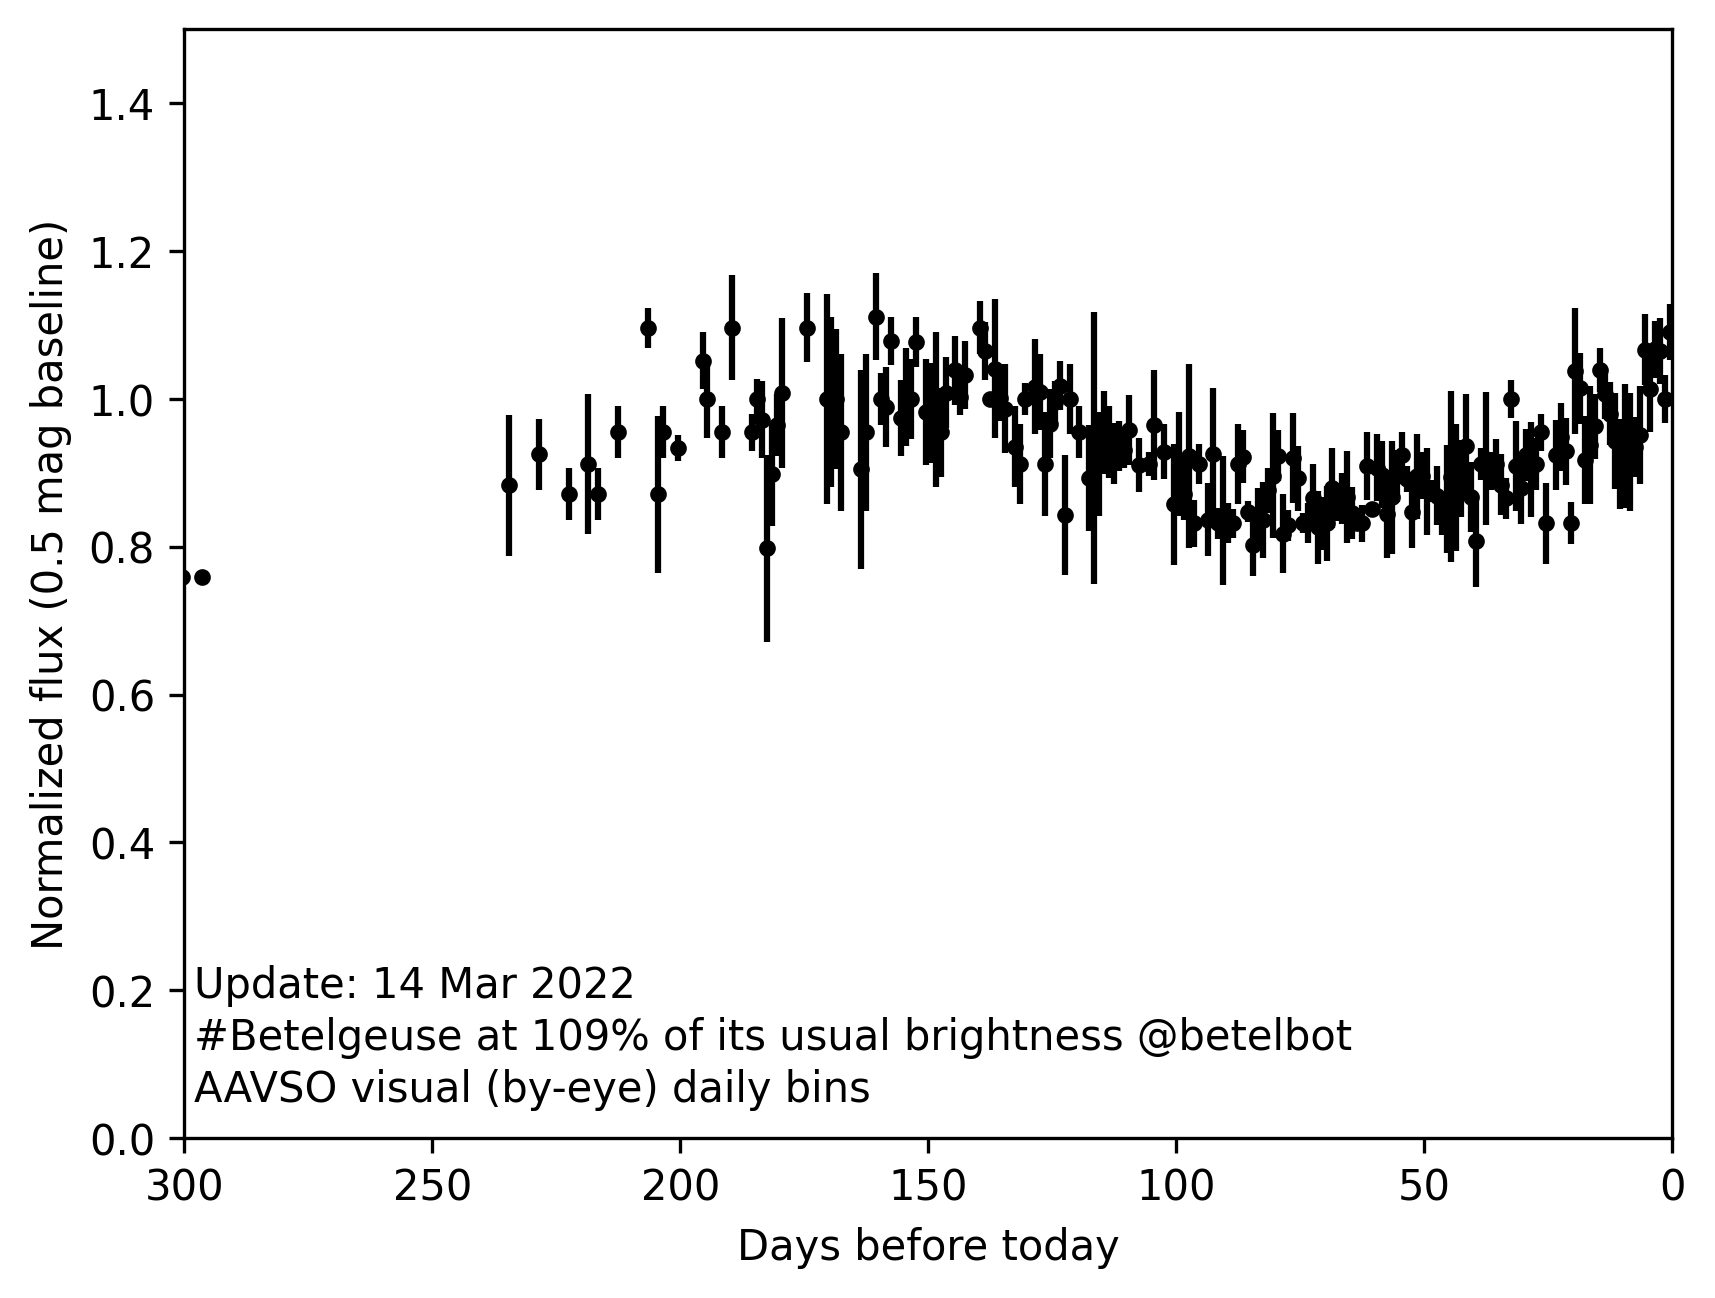 1.4
1.2
1.0
0.8
0.6
0.4
0.2
0.0
Normalized flux (0.5 mag baseline)
Update: 14 Mar 2022
#Betelgeuse at 109% of its usual brightness @betelbot
AAVSO visual (by-eye) daily bins
300 250 200 150 100 50 0
Days before today